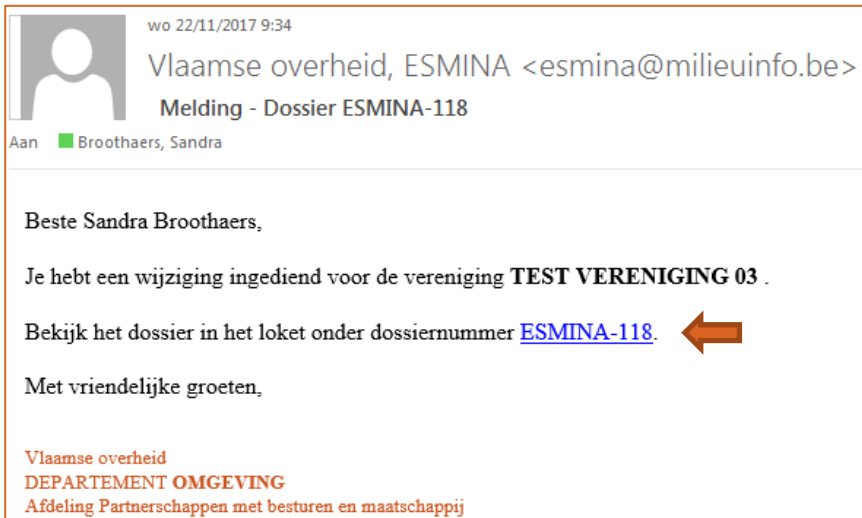 wo 22/11/2017 9:34
Vlaamse overheid, ESMINA <esmina@milieuinfo.be>
Melding - Dossier ESMINA-118
Aan Broothaers, Sandra
Beste Sandra Broothaers,
Je hebt een wijziging ingediend voor de vereniging TEST VERENIGING 03 .
Bekijk het dossier in het loket onder dossiernummer ESMINA-118.
Met vriendelijke groeten,
Vlaamse overheid
DEPARTEMENT OMGEVING
Afdeling Partnerschappen met besturen en maatschappij